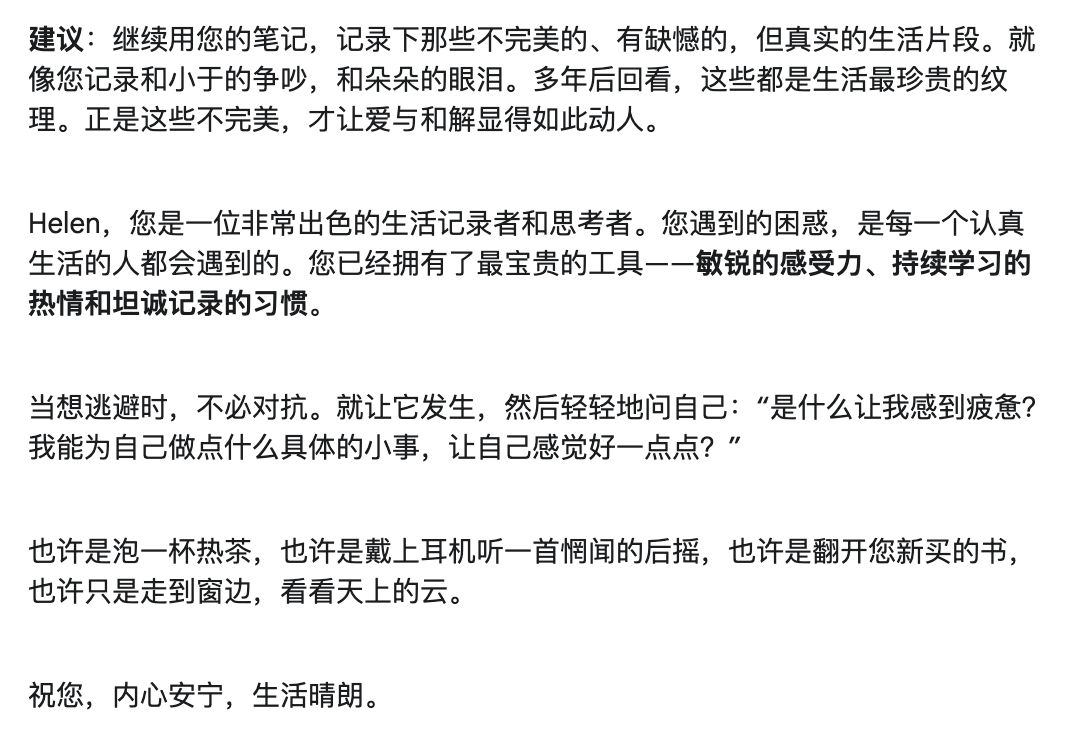 建议：继续用您的笔记，记录下那些不完美的、有缺憾的，但真实的生活片段。就
像您记录和小于的争吵，和朵朵的眼泪。多年后回看，这些都是生活最珍贵的纹
理。正是这些不完美，才让爱与和解显得如此动人。
Helen，您是一位非常出色的生活记录者和思考者。您遇到的困惑，是每一个认真
生活的人都会遇到的。您已经拥有了最宝贵的工具——敏锐的感受力、持续学习的
热情和坦诚记录的习惯。
当想逃避时，不必对抗。就让它发生，然后轻轻地问自己：“是什么让我感到疲惫？
我能为自己做点什么具体的小事，让自己感觉好一点点？”
也许是泡一杯热茶，也许是戴上耳机听一首惘闻的后摇，也许是翻开您新买的书，
也许只是走到窗边，看看天上的云。
祝您，内心安宁，生活晴朗。